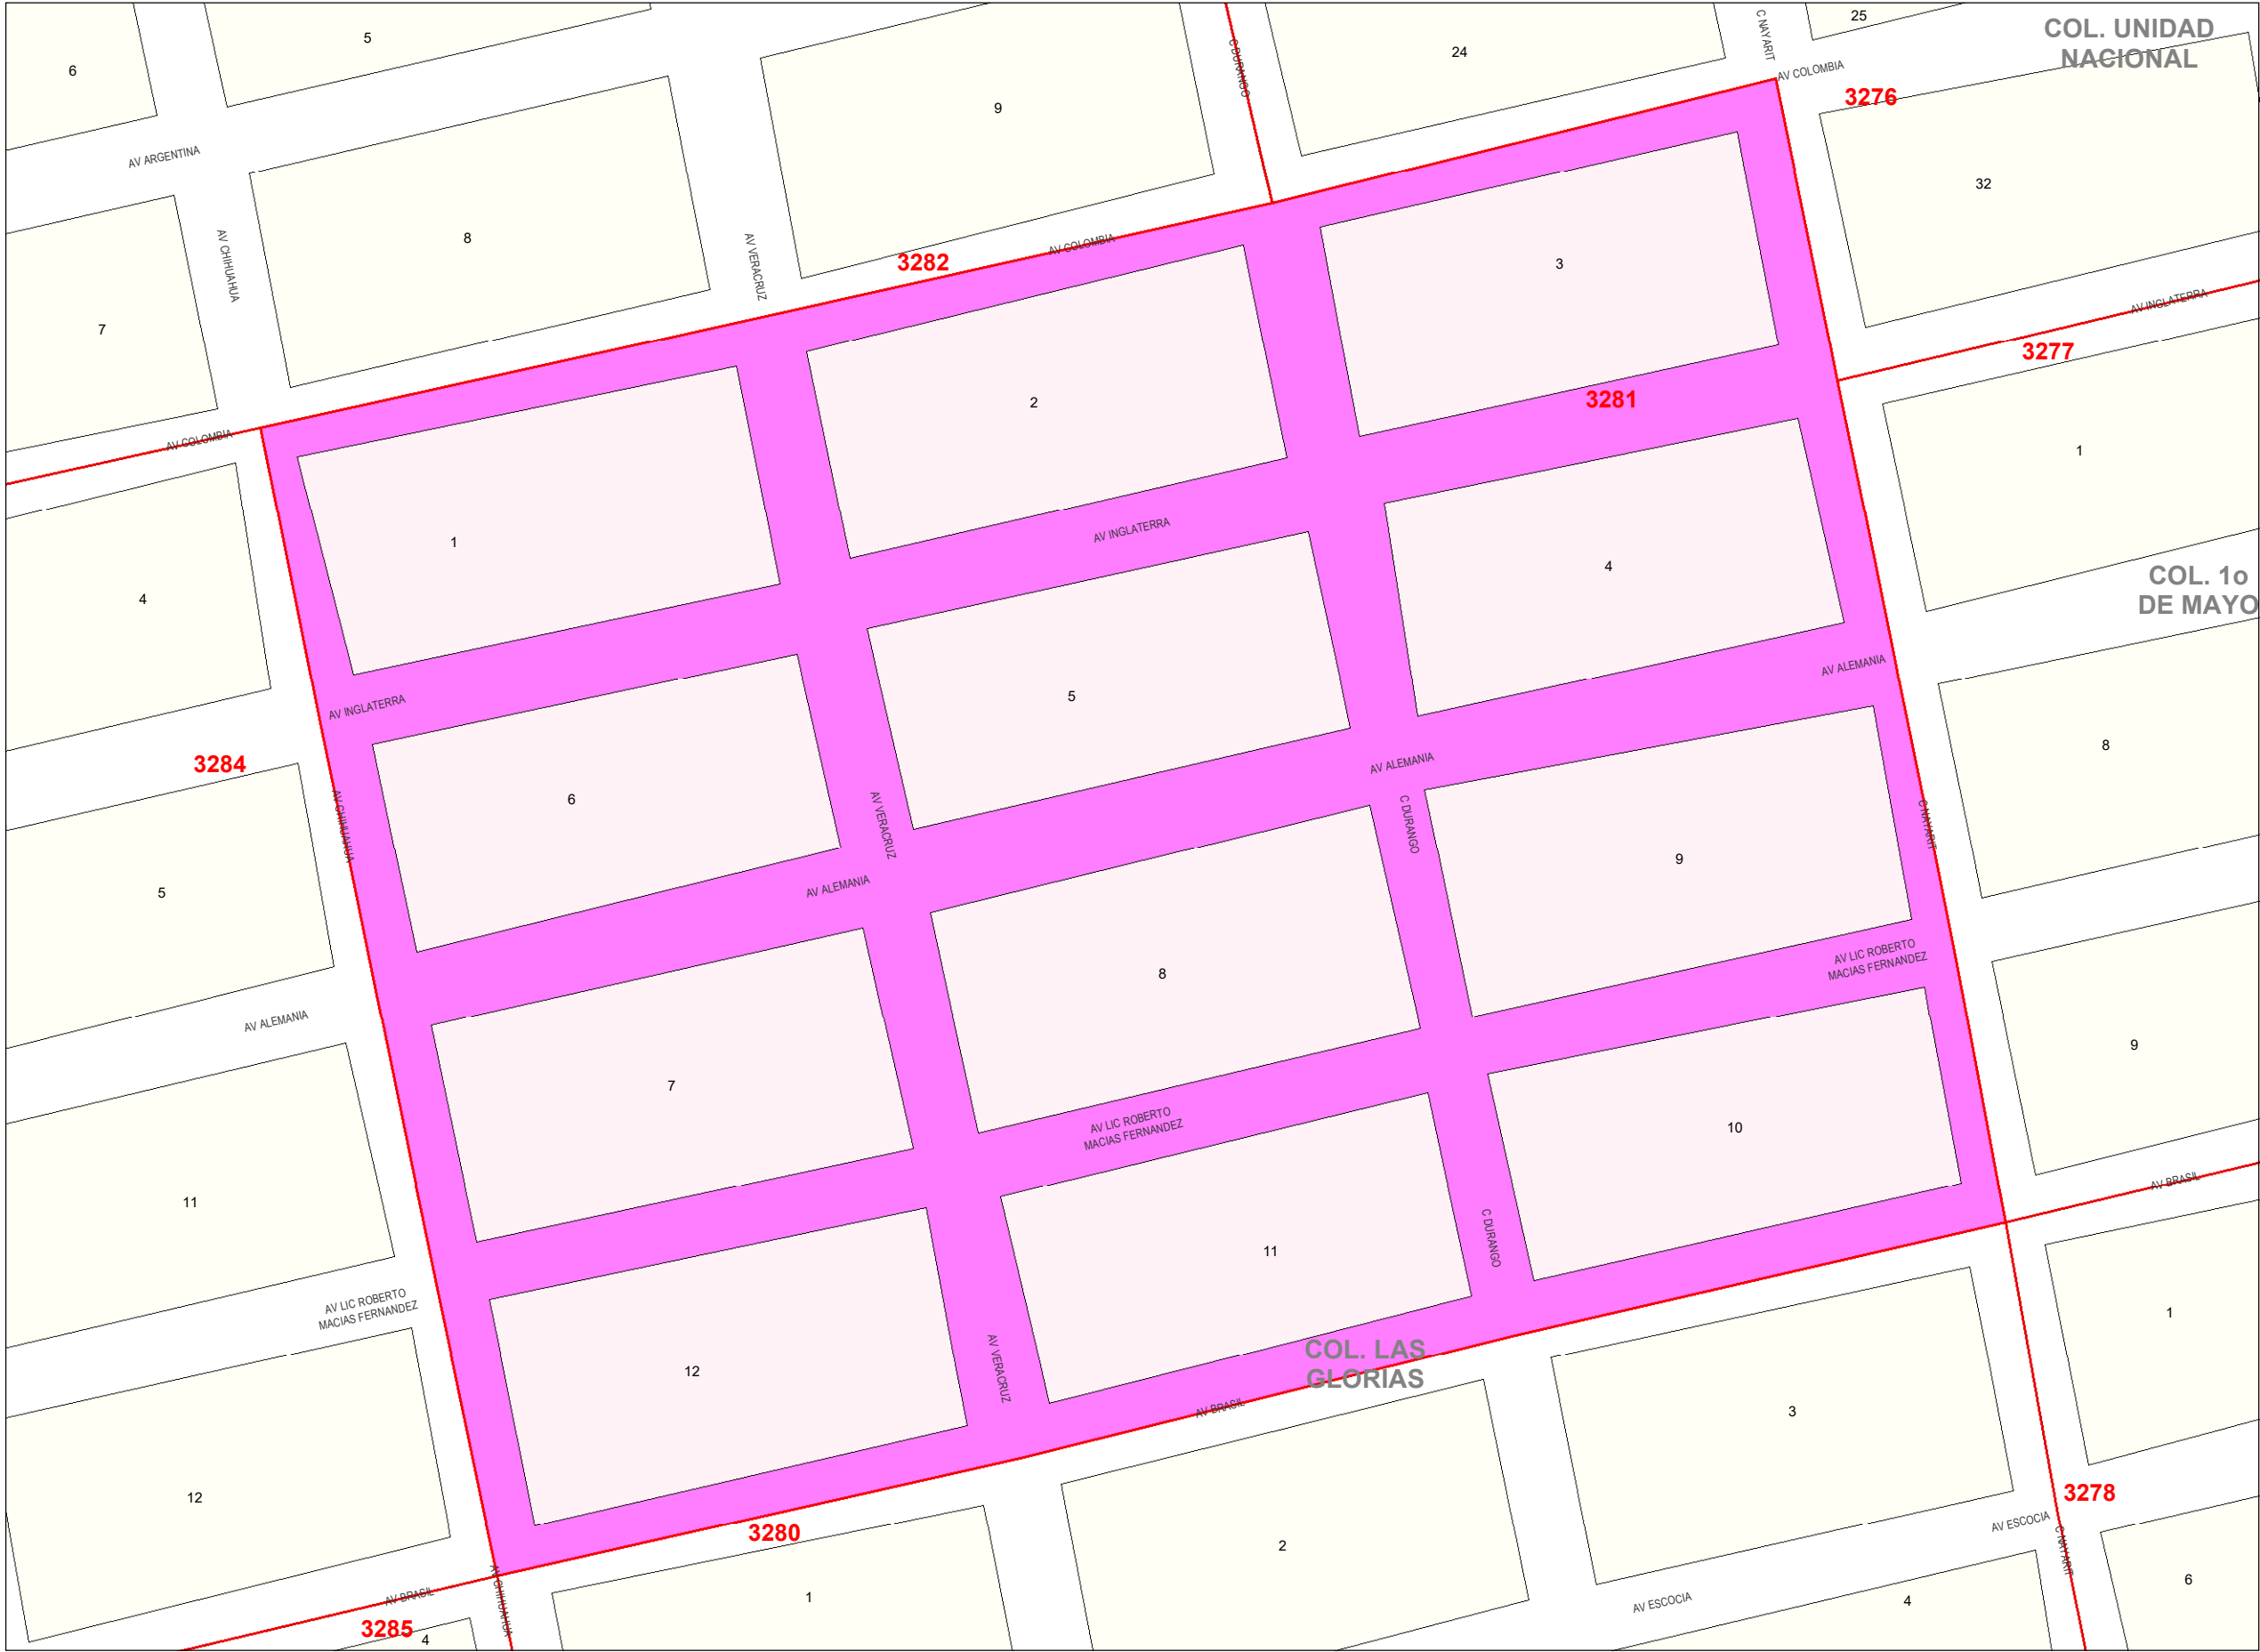 5
25
COL. UNIDAD
NACIONAL
6
24
C NAYARIT
C DURANGO
AV COLOMBIA
3276
9
AV ARGENTINA
32
8
AV CHIHUAHUA
AV VERACRUZ
AV COLOMBIA
3282
3
AV INGLATERRA
7
3277
2
3281
AV COLOMBIA
1
1
AV INGLATERRA
4
COL. 1o
DE MAYO
4
AV ALEMANIA
5
AV INGLATERRA
8
3284
AV ALEMANIA
6
AV CHIHUAHUA
AV VERACRUZ
C DURANGO
C NAYARIT
9
5
AV ALEMANIA
AV LIC ROBERTO
MACIAS FERNANDEZ
8
AV ALEMANIA
9
7
AV LIC ROBERTO
MACIAS FERNANDEZ
10
AV BRASIL
11
11
C DURANGO
AV LIC ROBERTO
MACIAS FERNANDEZ
1
COL. LAS
GLORIAS
12
AV VERACRUZ
AV BRASIL
3
12
3278
3280
AV ESCOCIA
2
C NAYARIT
6
AV BRASIL
AV CHIHUAHUA
1
AV ESCOCIA
4
3285
4